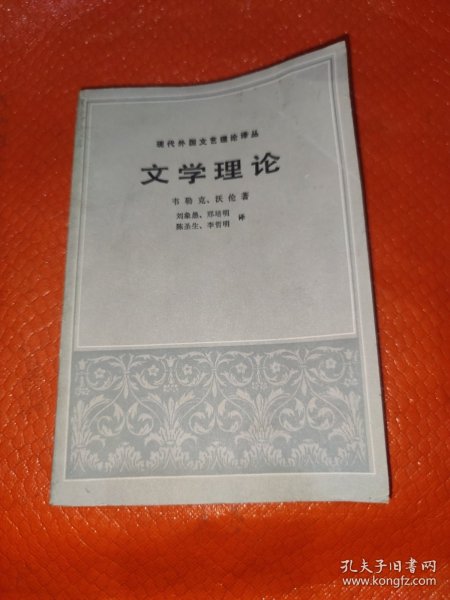 现代外国文艺理论译丛
文学理论
韦勒克、沃伦著
刘象愚、邢培明
陈圣生、李哲明 译
孔夫子旧书网
www.kongfz.com